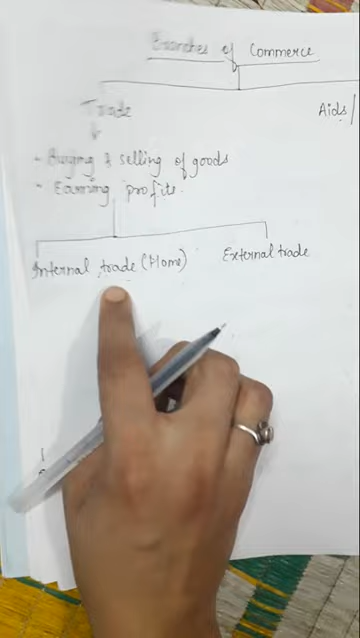 Branches of Commerce
Trade
Aids/
- Buying & selling of goods
- Earning profits.
Internal trade (Home)
External trade